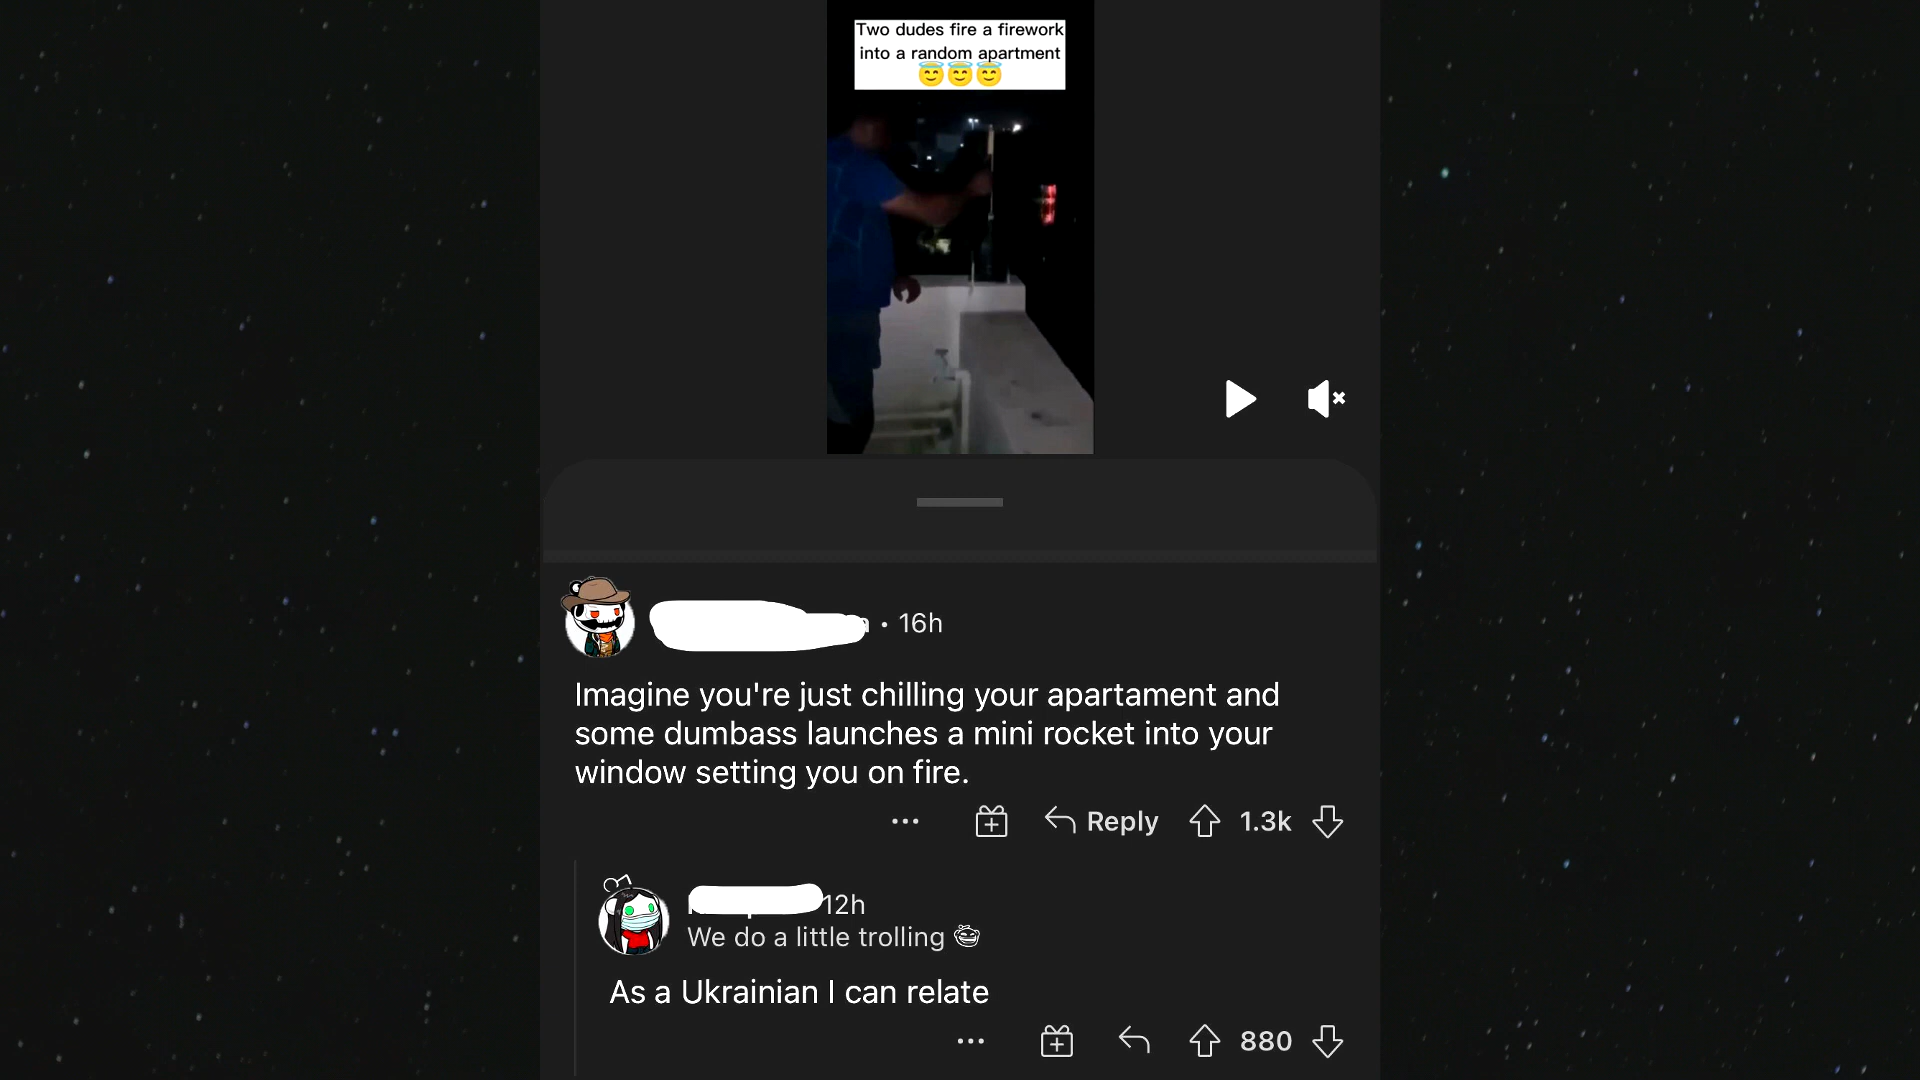 Two dudes fire a firework
into a random apartment
😇😇😇
• 16h
Imagine you're just chilling your apartament and
some dumbass launches a mini rocket into your
window setting you on fire.
Reply 1.3k
12h
We do a little trolling
As a Ukrainian I can relate
880